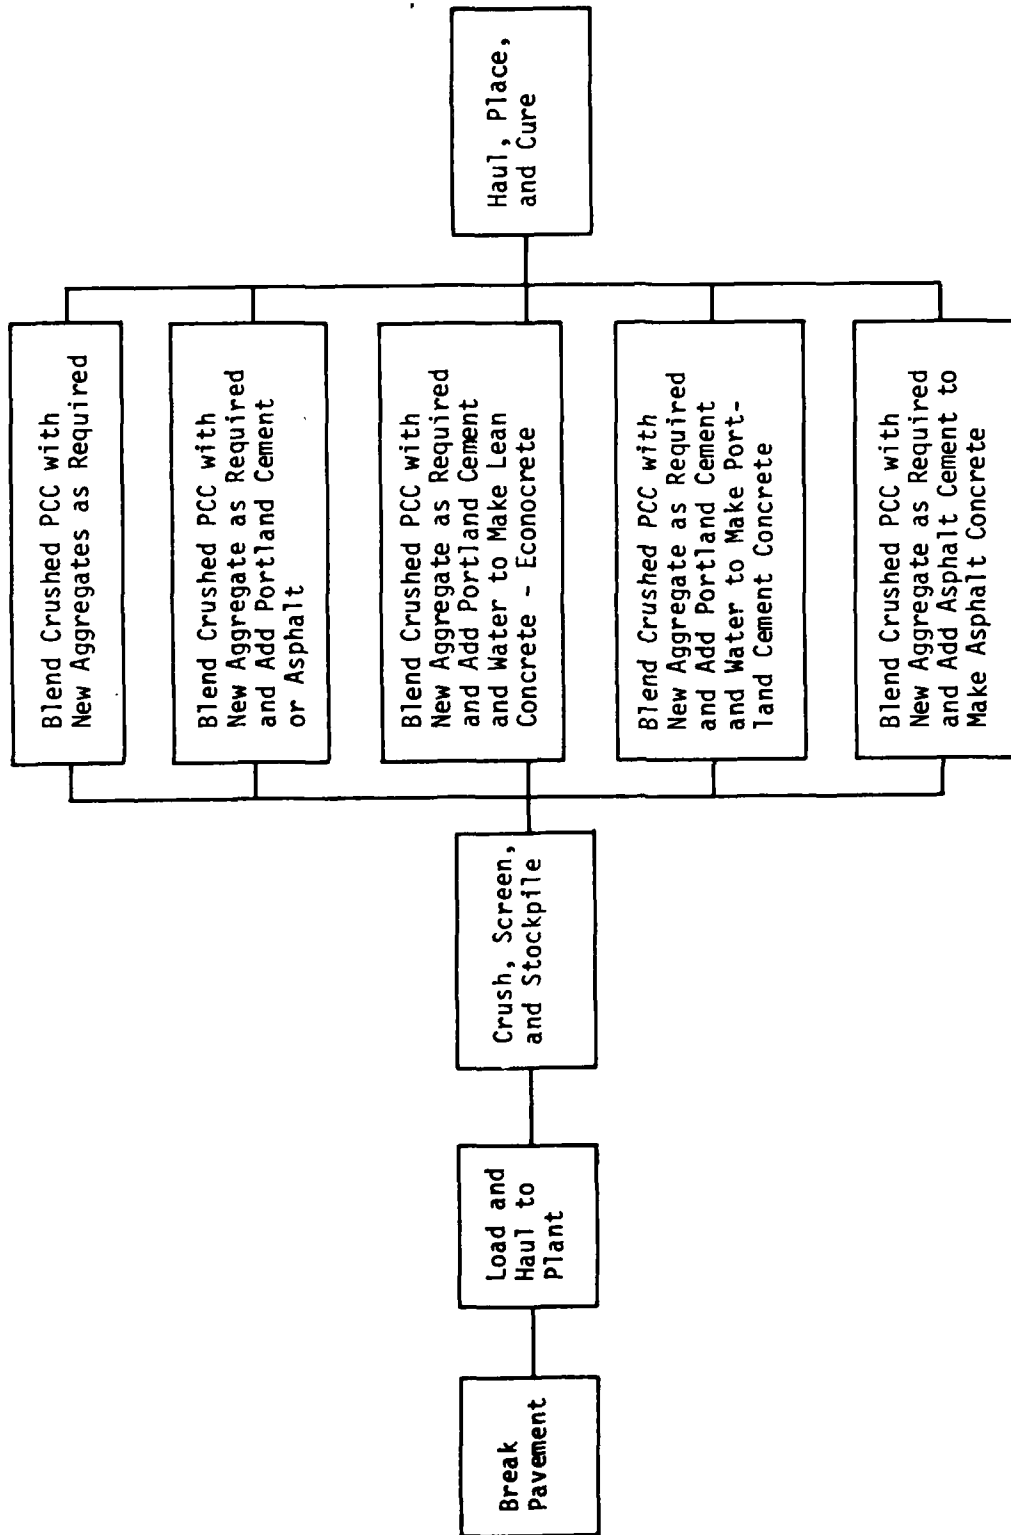 Break
Pavement
Load and
Haul to
Plant
Crush, Screen,
and Stockpile
Blend Crushed PCC with
New Aggregates as Required
Blend Crushed PCC with
New Aggregate as Required
and Add Portland Cement
or Asphalt
Blend Crushed PCC with
New Aggregate as Required
and Add Portland Cement
and Water to Make Lean
Concrete - Econocrete
Blend Crushed PCC with
New Aggregate as Required
and Add Portland Cement
and Water to Make Port-
land Cement Concrete
Blend Crushed PCC with
New Aggregate as Required
and Add Asphalt Cement to
Make Asphalt Concrete
Haul, Place,
and Cure